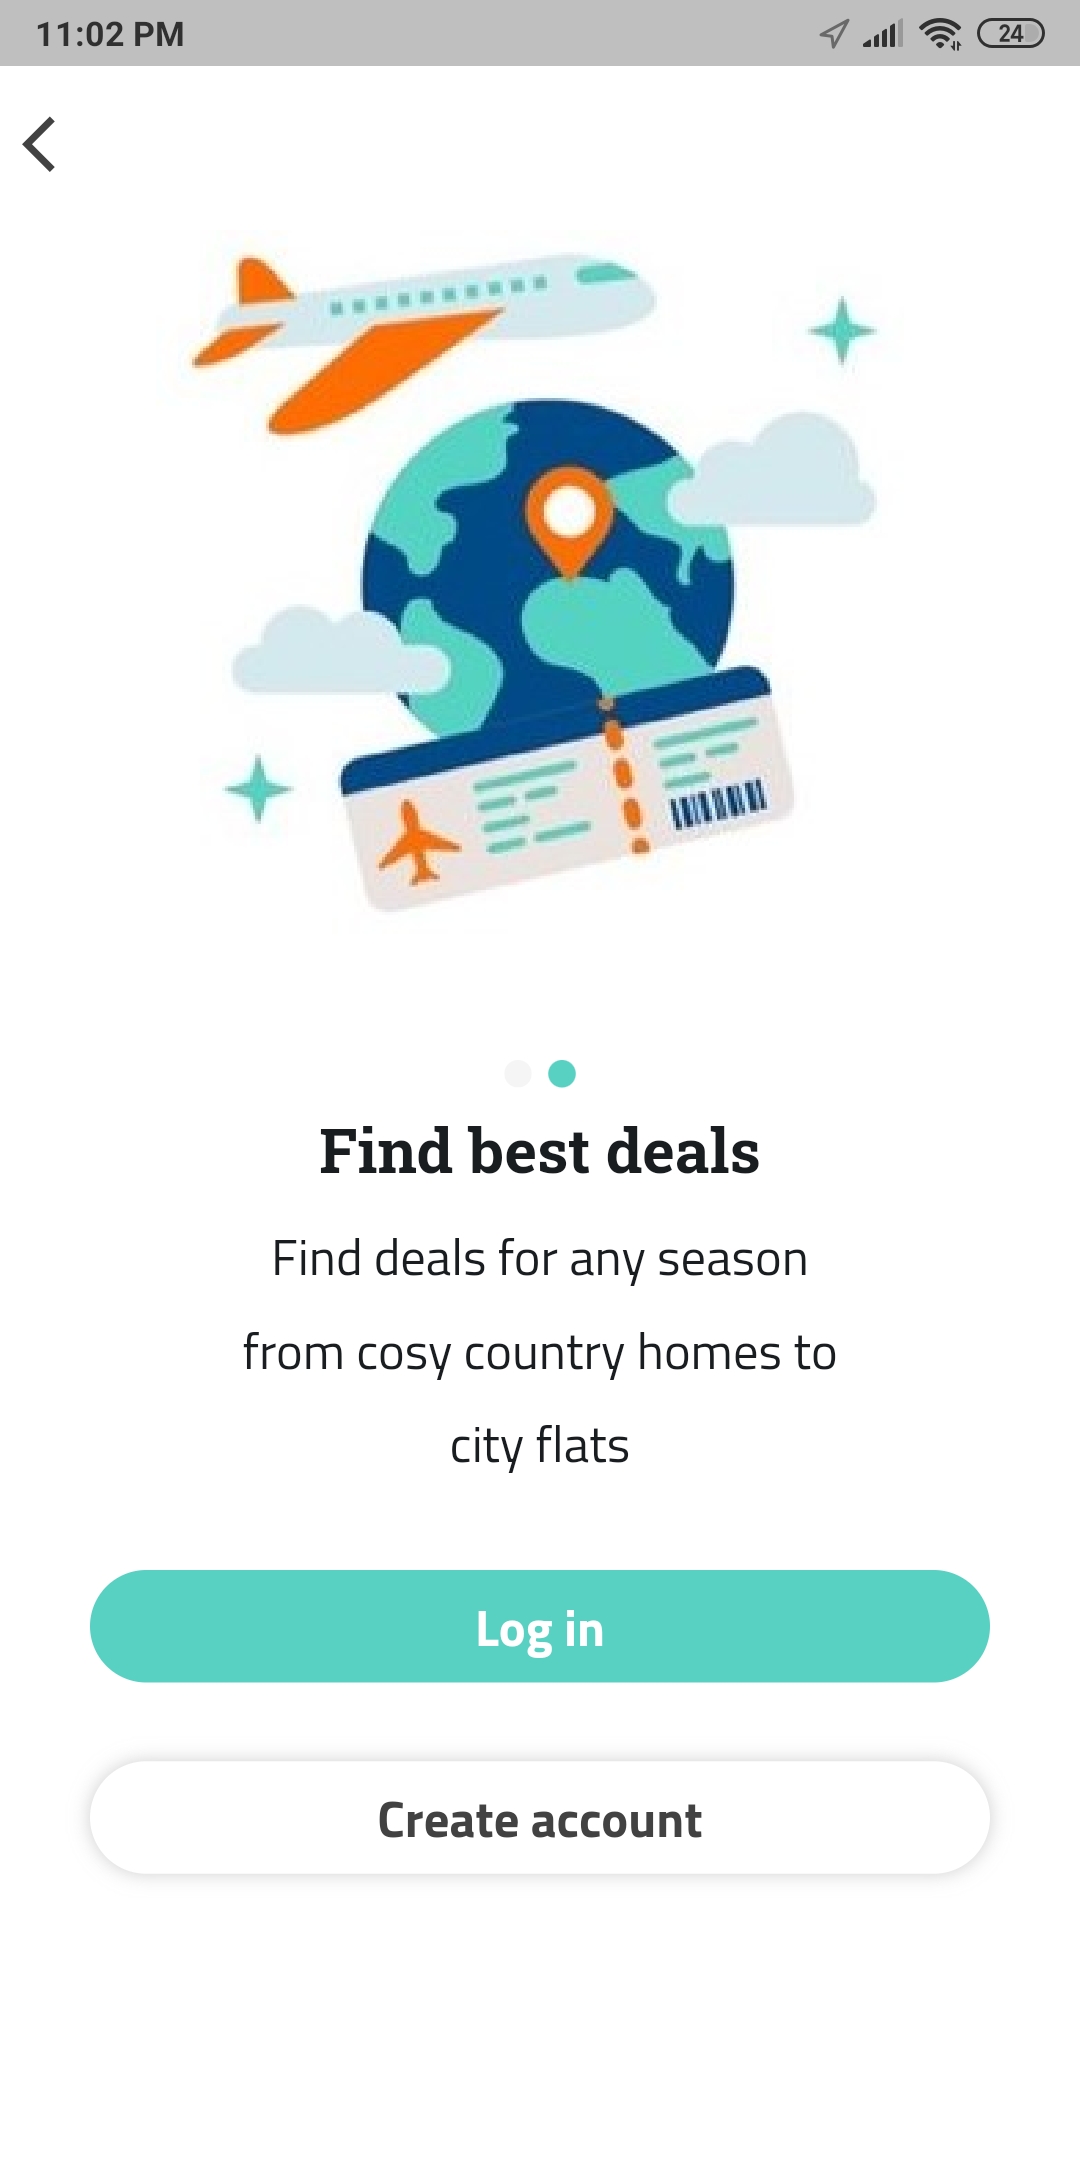 11:02 PM
24
Find best deals
Find deals for any season
from cosy country homes to
city flats
Log in
Create account